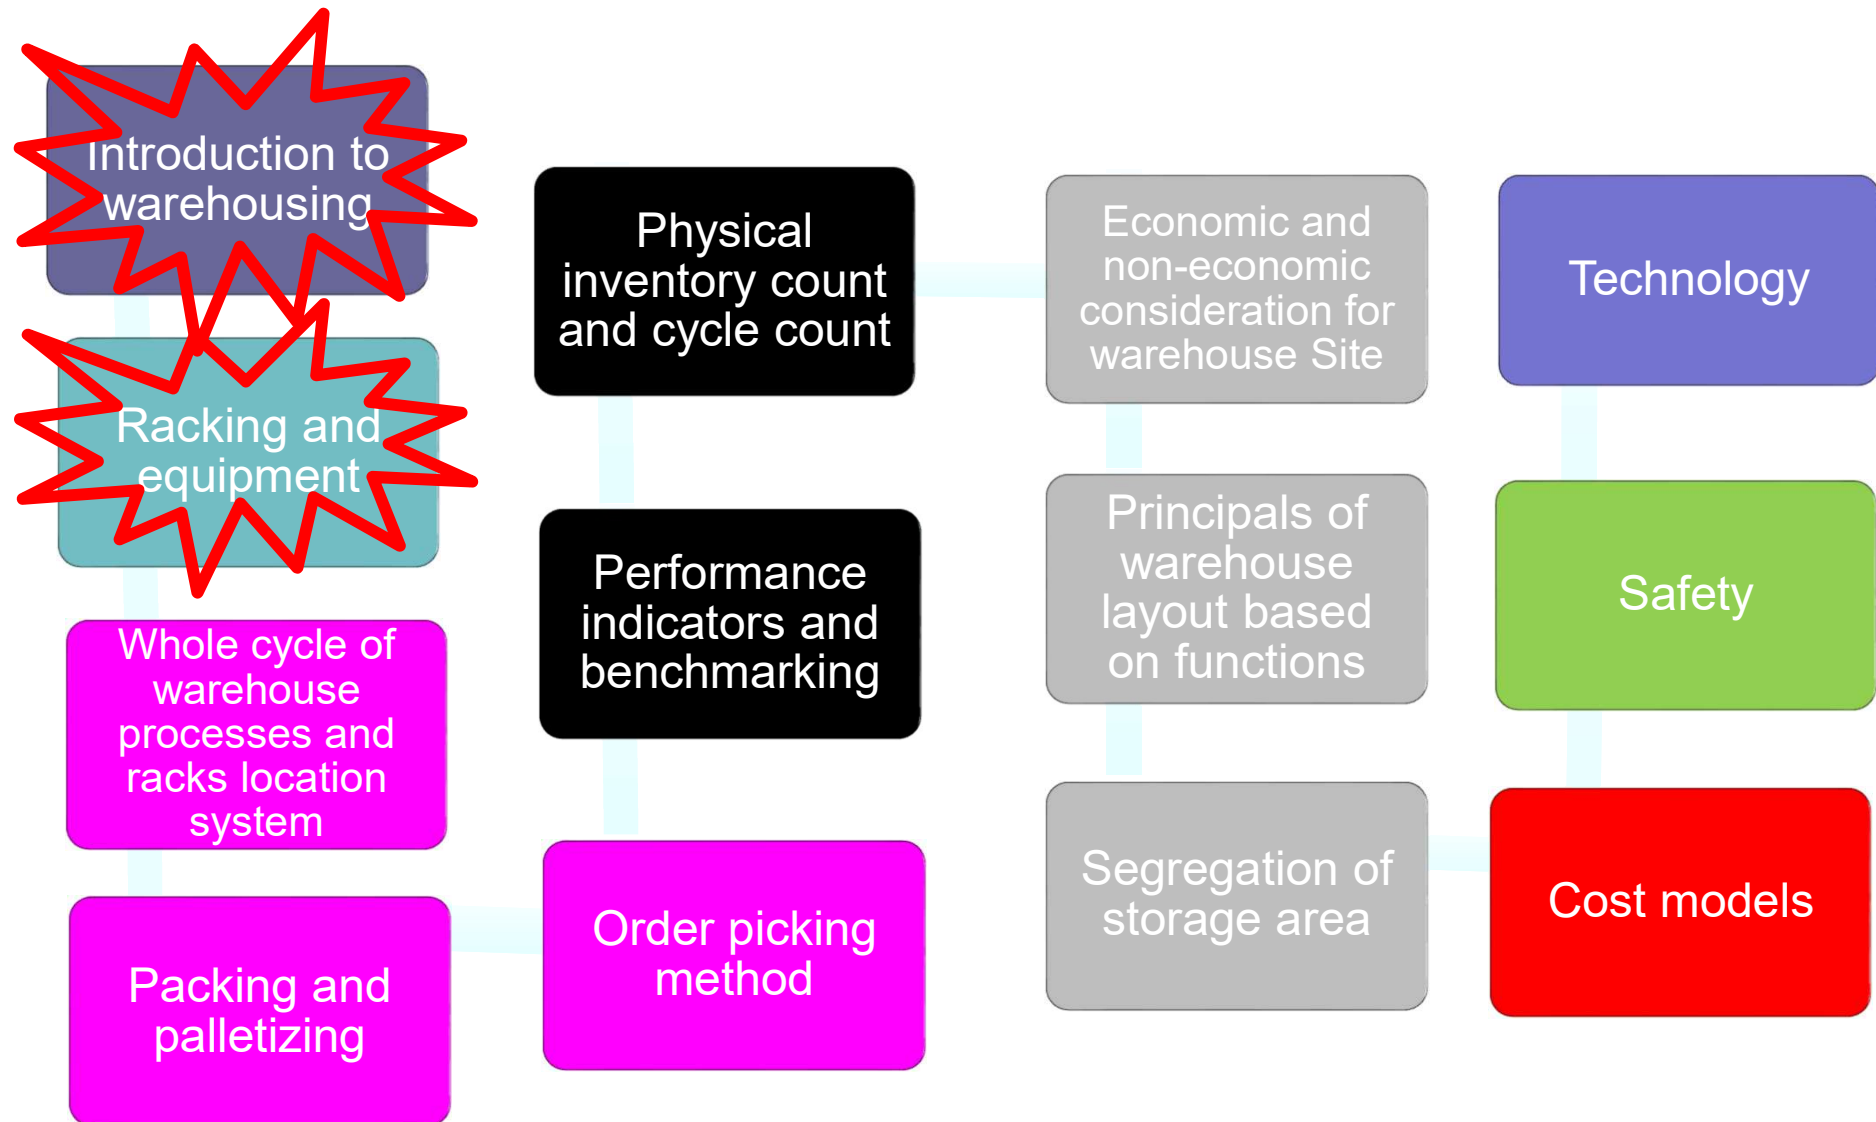 Introduction to
warehousing
Racking and
equipment
Whole cycle of
warehouse
processes and
racks location
system
Packing and
palletizing
Order picking
method
Performance
indicators and
benchmarking
Physical
inventory count
and cycle count
Economic and
non-economic
consideration for
warehouse Site
Principals of
warehouse
layout based
on functions
Segregation of
storage area
Cost models
Safety
Technology